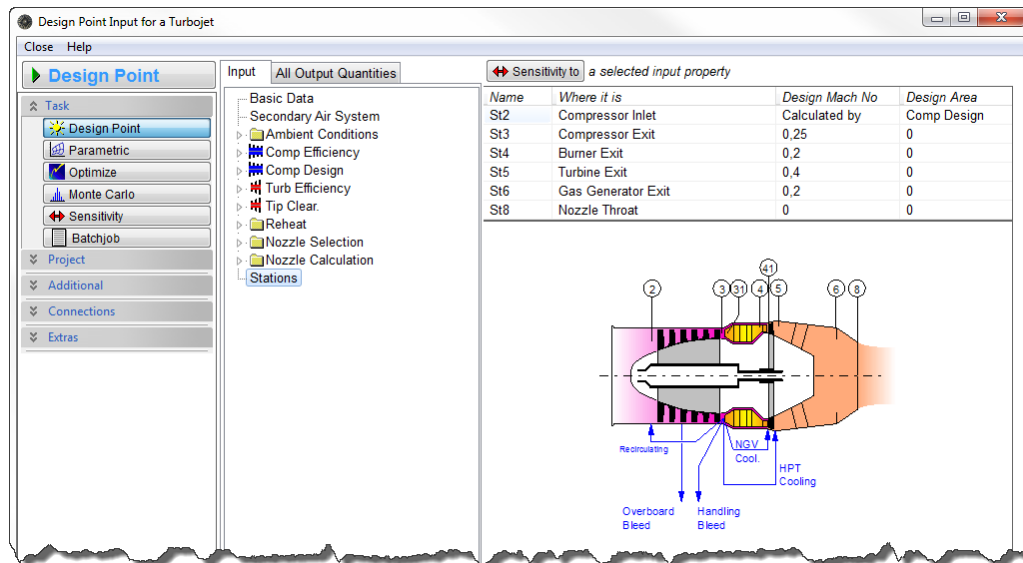 Design Point Input for a Turbojet
Close Help
Design Point
Task
Design Point
Parametric
Optimize
Monte Carlo
Sensitivity
Batchjob
Project
Additional
Connections
Extras
Input All Output Quantities
Basic Data
Secondary Air System
Ambient Conditions
Comp Efficiency
Comp Design
Turb Efficiency
Tip Clear.
Reheat
Nozzle Selection
Nozzle Calculation
Stations
Sensitivity to a selected input property
Name Where it is Design Mach No Design Area
St2 Compressor Inlet Calculated by Comp Design
St3 Compressor Exit 0,25 0
St4 Burner Exit 0,2 0
St5 Turbine Exit 0,4 0
St6 Gas Generator Exit 0,2 0
St8 Nozzle Throat 0 0
41
2 3 31 4 5 6 8
Recirculating
NGV
Cool.
HPT
Cooling
Overboard
Bleed
Handling
Bleed